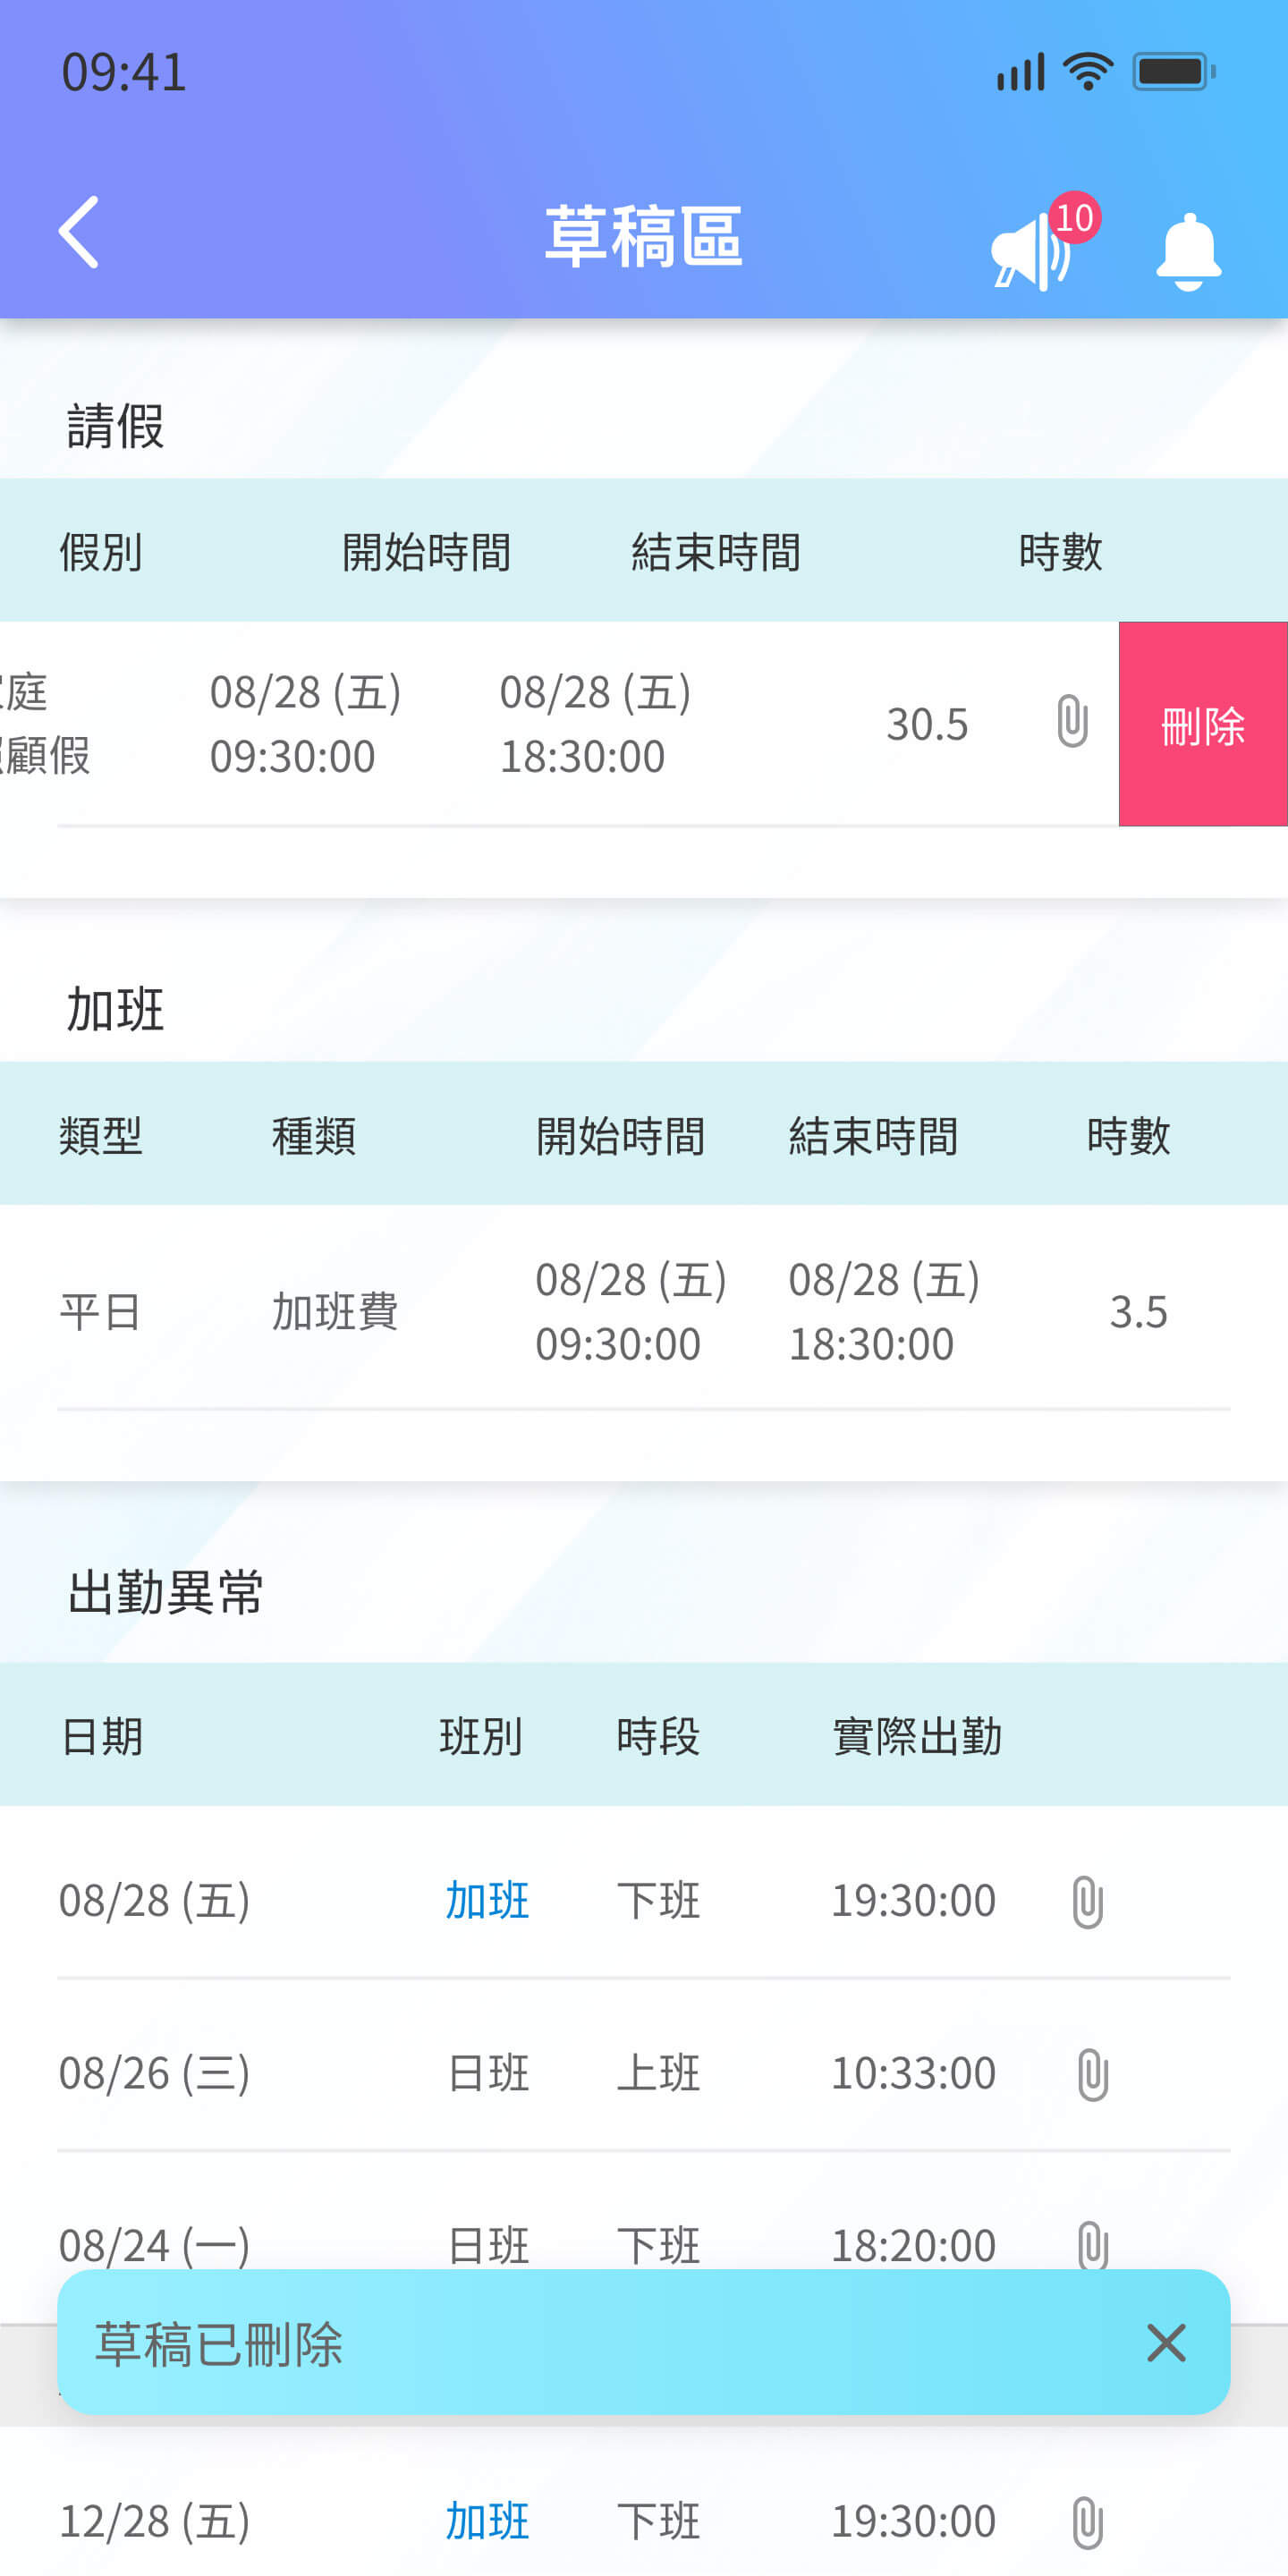 09:41
草稿區
10
請假
假別 開始時間 結束時間 時數
庭 08/28 (五) 08/28 (五)
顧假 09:30:00 18:30:00
30.5
刪除
加班
類型 種類 開始時間 結束時間 時數
平日 加班費 08/28 (五) 08/28 (五) 3.5
09:30:00 18:30:00
出勤異常
日期 班別 時段 實際出勤
08/28 (五) 加班 下班 19:30:00
08/26 (三) 日班 上班 10:33:00
08/24 (一) 日班 下班 18:20:00
草稿已刪除
12/28 (五) 加班 下班 19:30:00